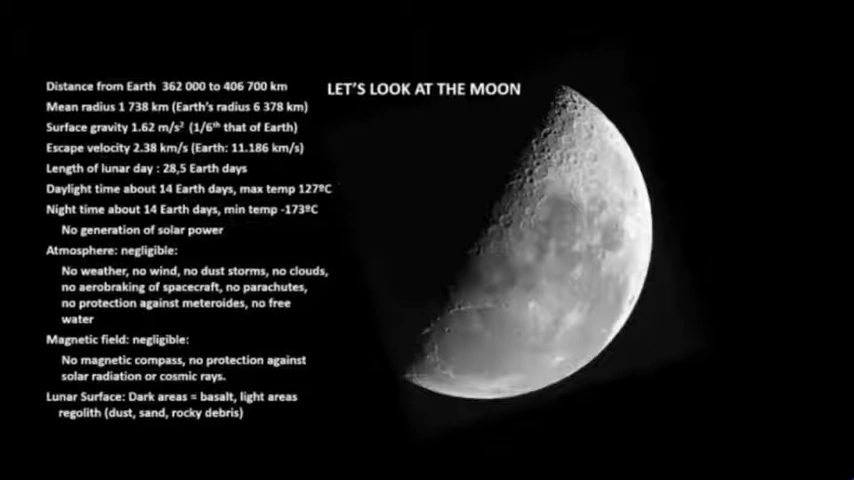 LET'S LOOK AT THE MOON
Distance from Earth 362 000 to 406 700 km
Mean radius 1 738 km (Earth's radius 6 378 km)
Surface gravity 1.62 m/s² (1/6th that of Earth)
Escape velocity 2.38 km/s (Earth: 11.186 km/s)
Length of lunar day : 28,5 Earth days
Daylight time about 14 Earth days, max temp 127ºC
Night time about 14 Earth days, min temp -173ºC
No generation of solar power
Atmosphere: negligible:
No weather, no wind, no dust storms, no clouds,
no aerobraking of spacecraft, no parachutes,
no protection against meteroides, no free
water
Magnetic field: negligible:
No magnetic compass, no protection against
solar radiation or cosmic rays.
Lunar Surface: Dark areas = basalt, light areas
regolith (dust, sand, rocky debris)